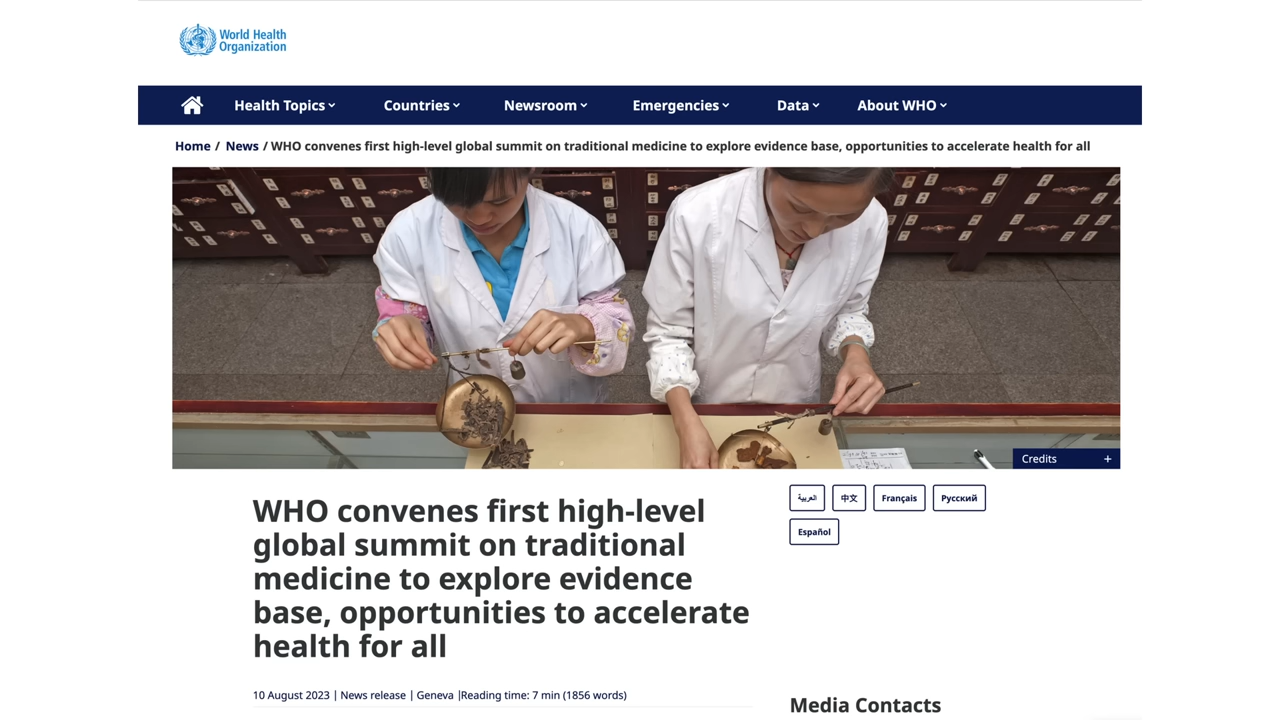 World Health
Organization
Health Topics
Countries
Newsroom
Emergencies
Data
About WHO
Home / News / WHO convenes first high-level global summit on traditional medicine to explore evidence base, opportunities to accelerate health for all
Credits +
WHO convenes first high-level
global summit on traditional
medicine to explore evidence
base, opportunities to accelerate
health for all
10 August 2023 | News release | Geneva |Reading time: 7 min (1856 words)
العربية
中文
Français
Русский
Español
Media Contacts